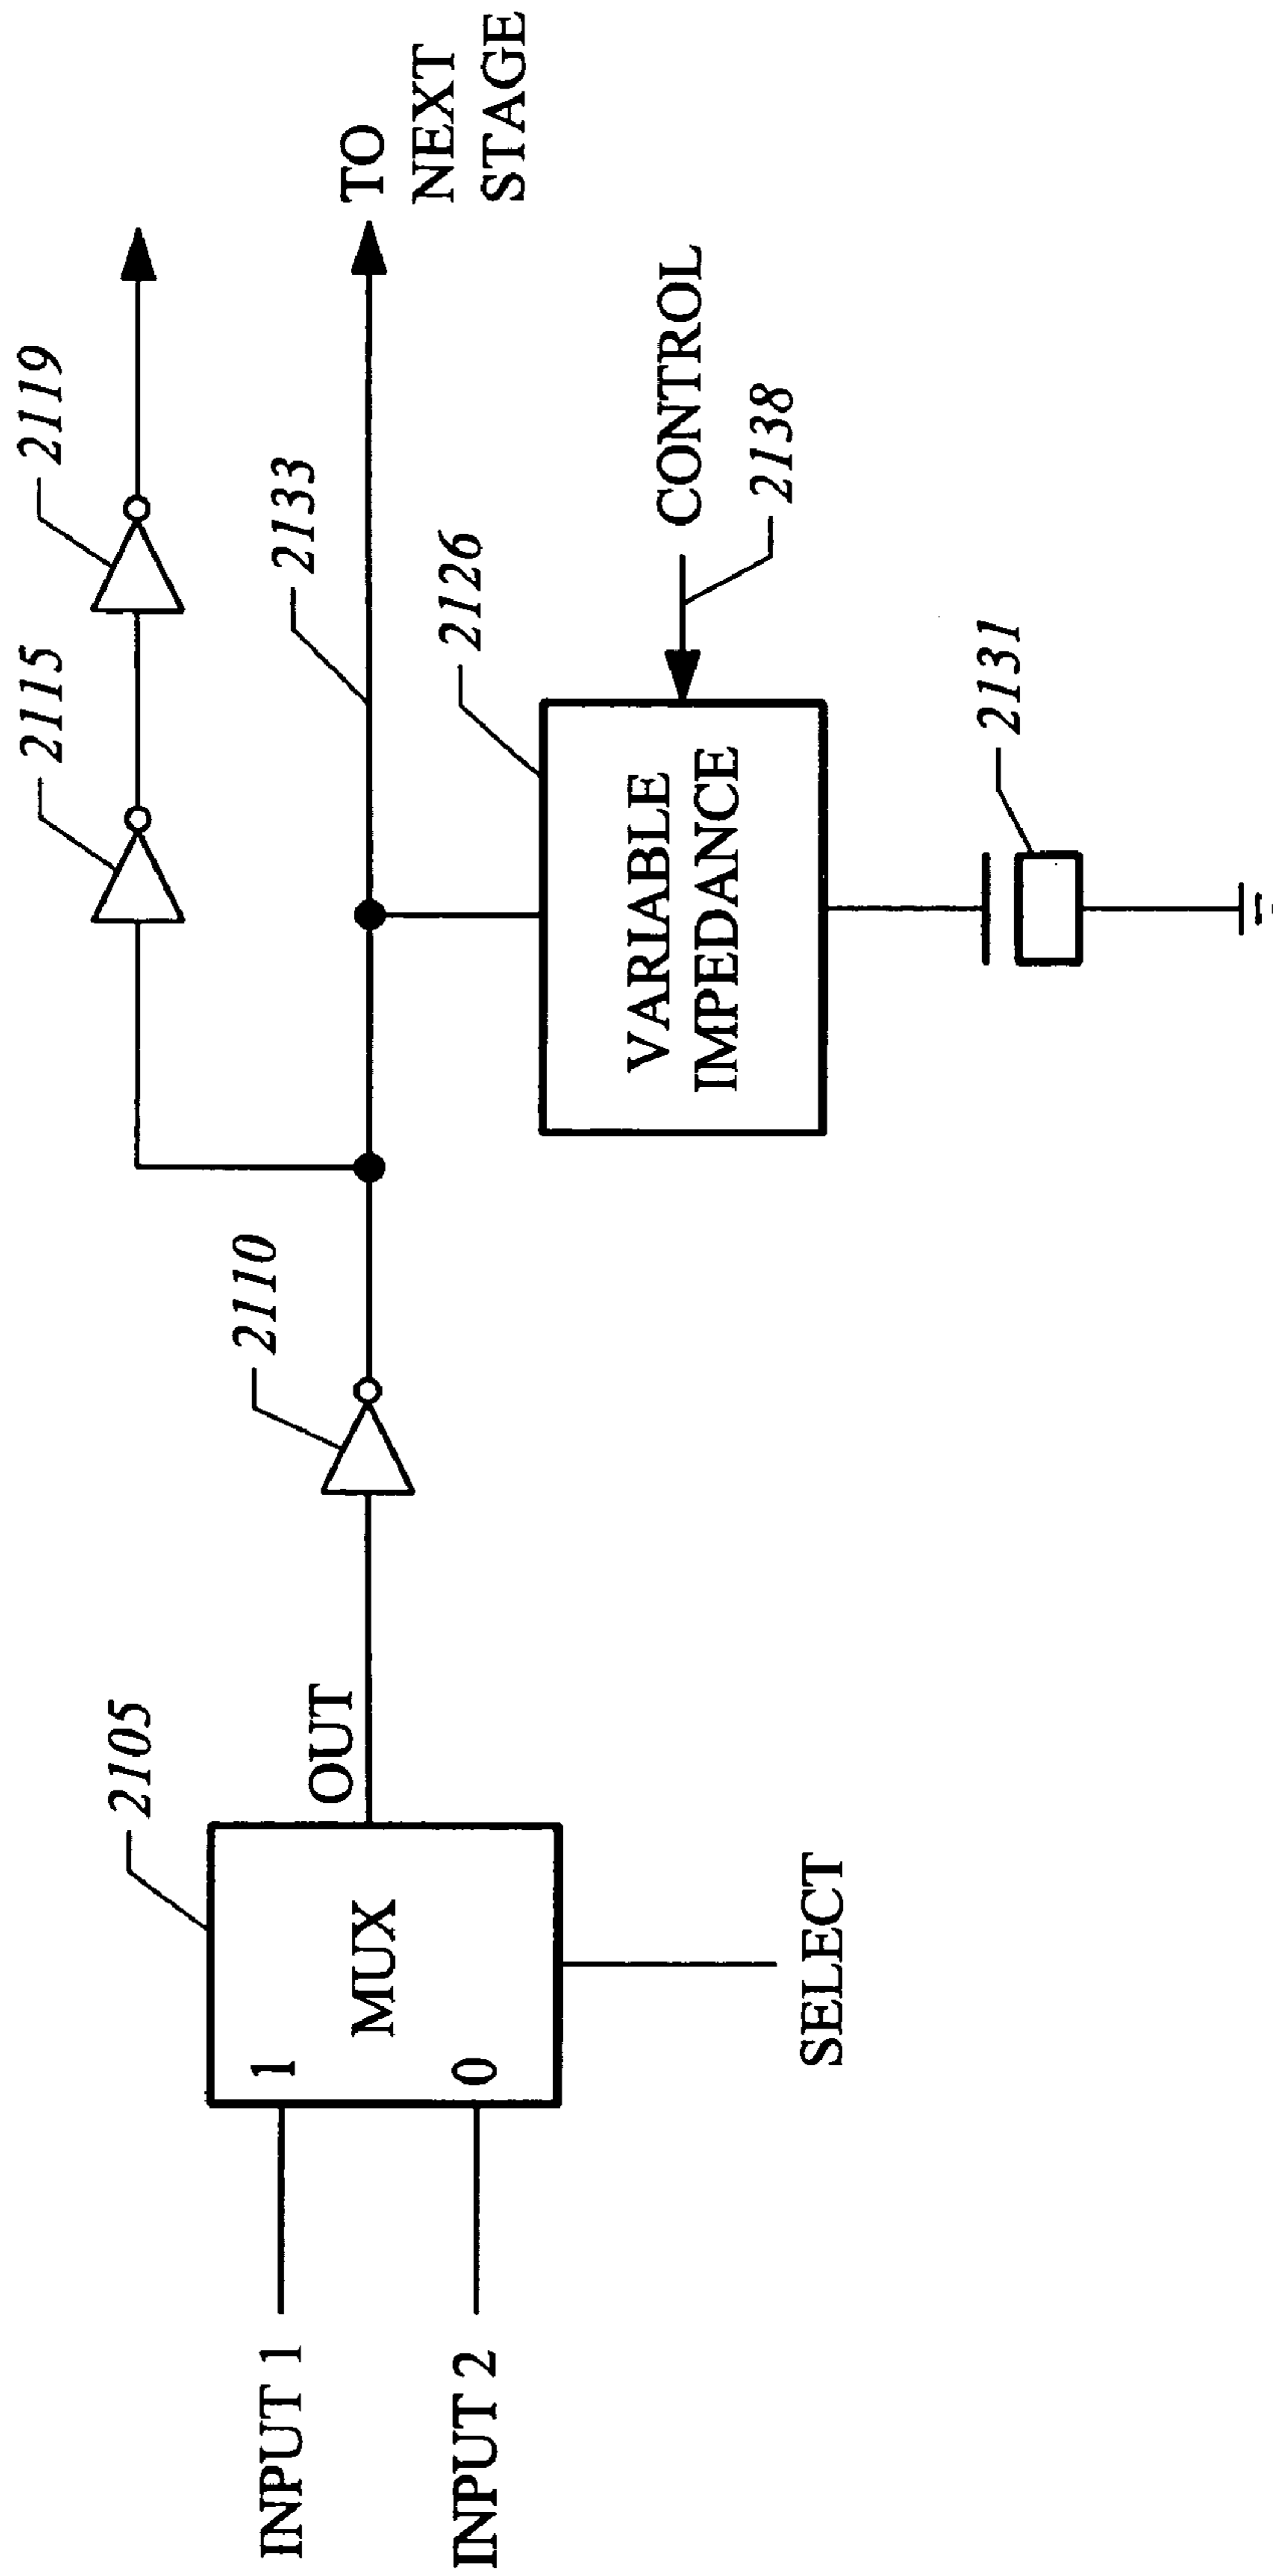 2105
INPUT 1
1
MUX
OUT
INPUT 2
0
SELECT
2110
2115
2119
2133
TO
NEXT
STAGE
2126
VARIABLE
IMPEDANCE
CONTROL
2138
2131